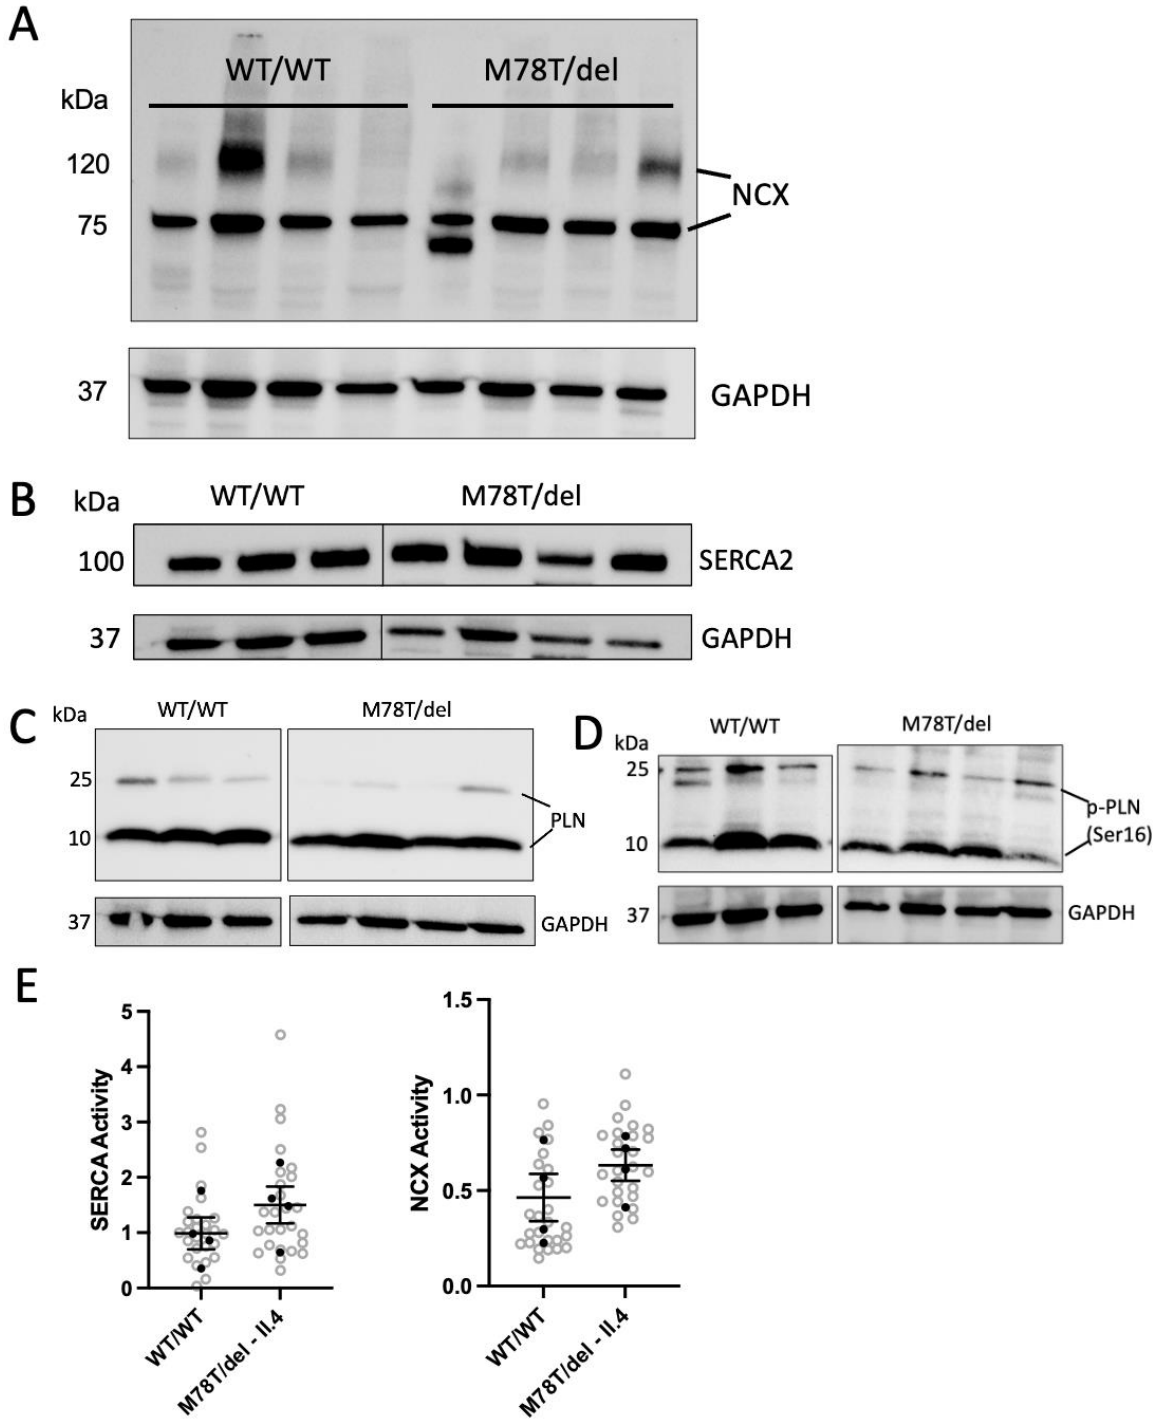 A
WT/WT M78T/del
kDa
120
NCX
75
37 GAPDH
B kDa WT/WT M78T/del
100 SERCA2
37 GAPDH
C kDa WT/WT M78T/del
25
PLN
10
37 GAPDH
D kDa WT/WT M78T/del
25
p-PLN
(Ser16)
10
37 GAPDH
E
SERCA Activity
5
4
3
2
1
0
WT/WT
M78T/del - II.4
NCX Activity
1.5
1.0
0.5
0.0
WT/WT
M78T/del - II.4